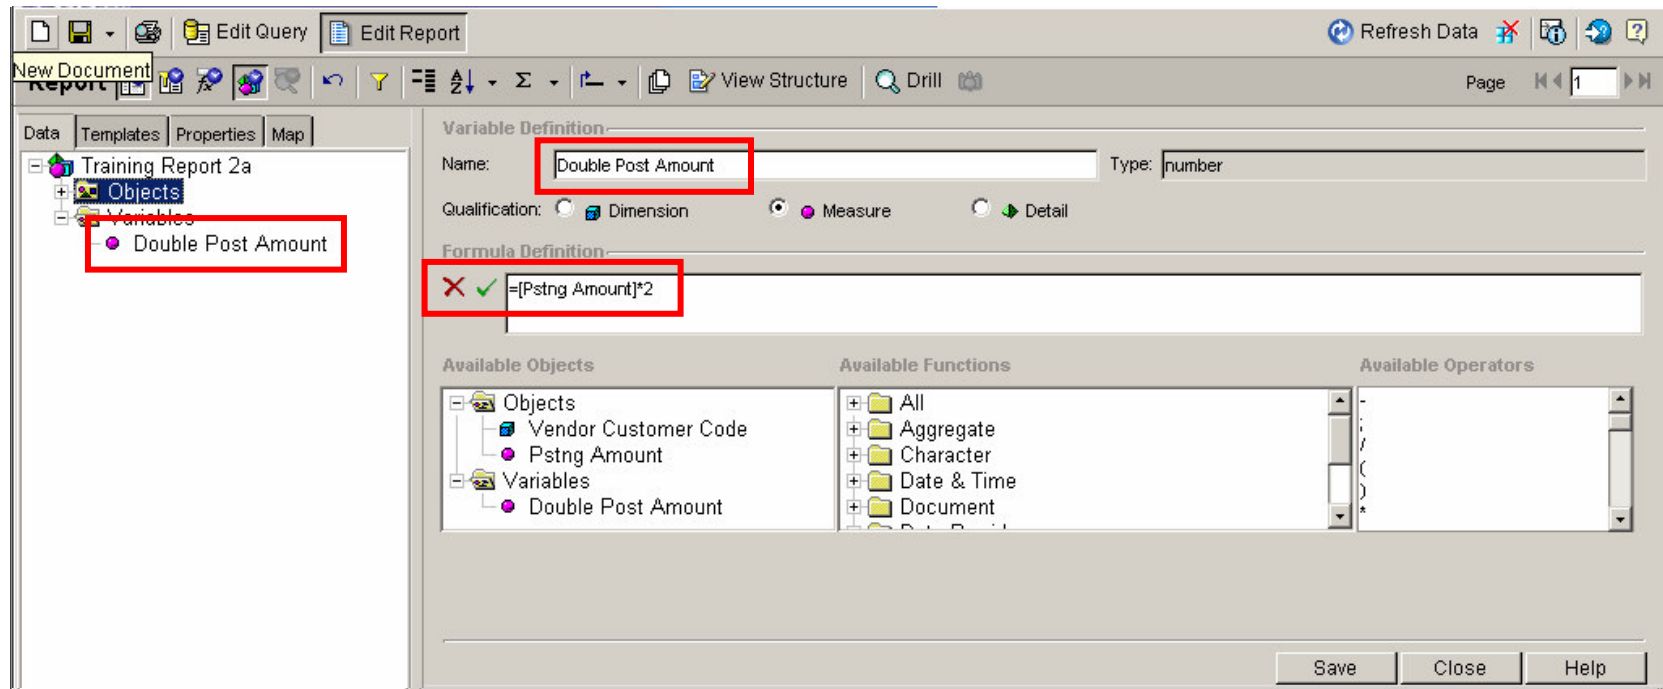 Edit Query Edit Report Refresh Data
New Document
Report View Structure Drill Page 1
Data Templates Properties Map
Training Report 2a
Objects
Variables
Double Post Amount
Variable Definition
Name: Double Post Amount Type: number
Qualification: Dimension Measure Detail
Formula Definition
=[Pstng Amount]*2
Available Objects Available Functions Available Operators
Objects
Vendor Customer Code
Pstng Amount
Variables
Double Post Amount
All
Aggregate
Character
Date & Time
Document
-
;
/
(
)
*
Save Close Help